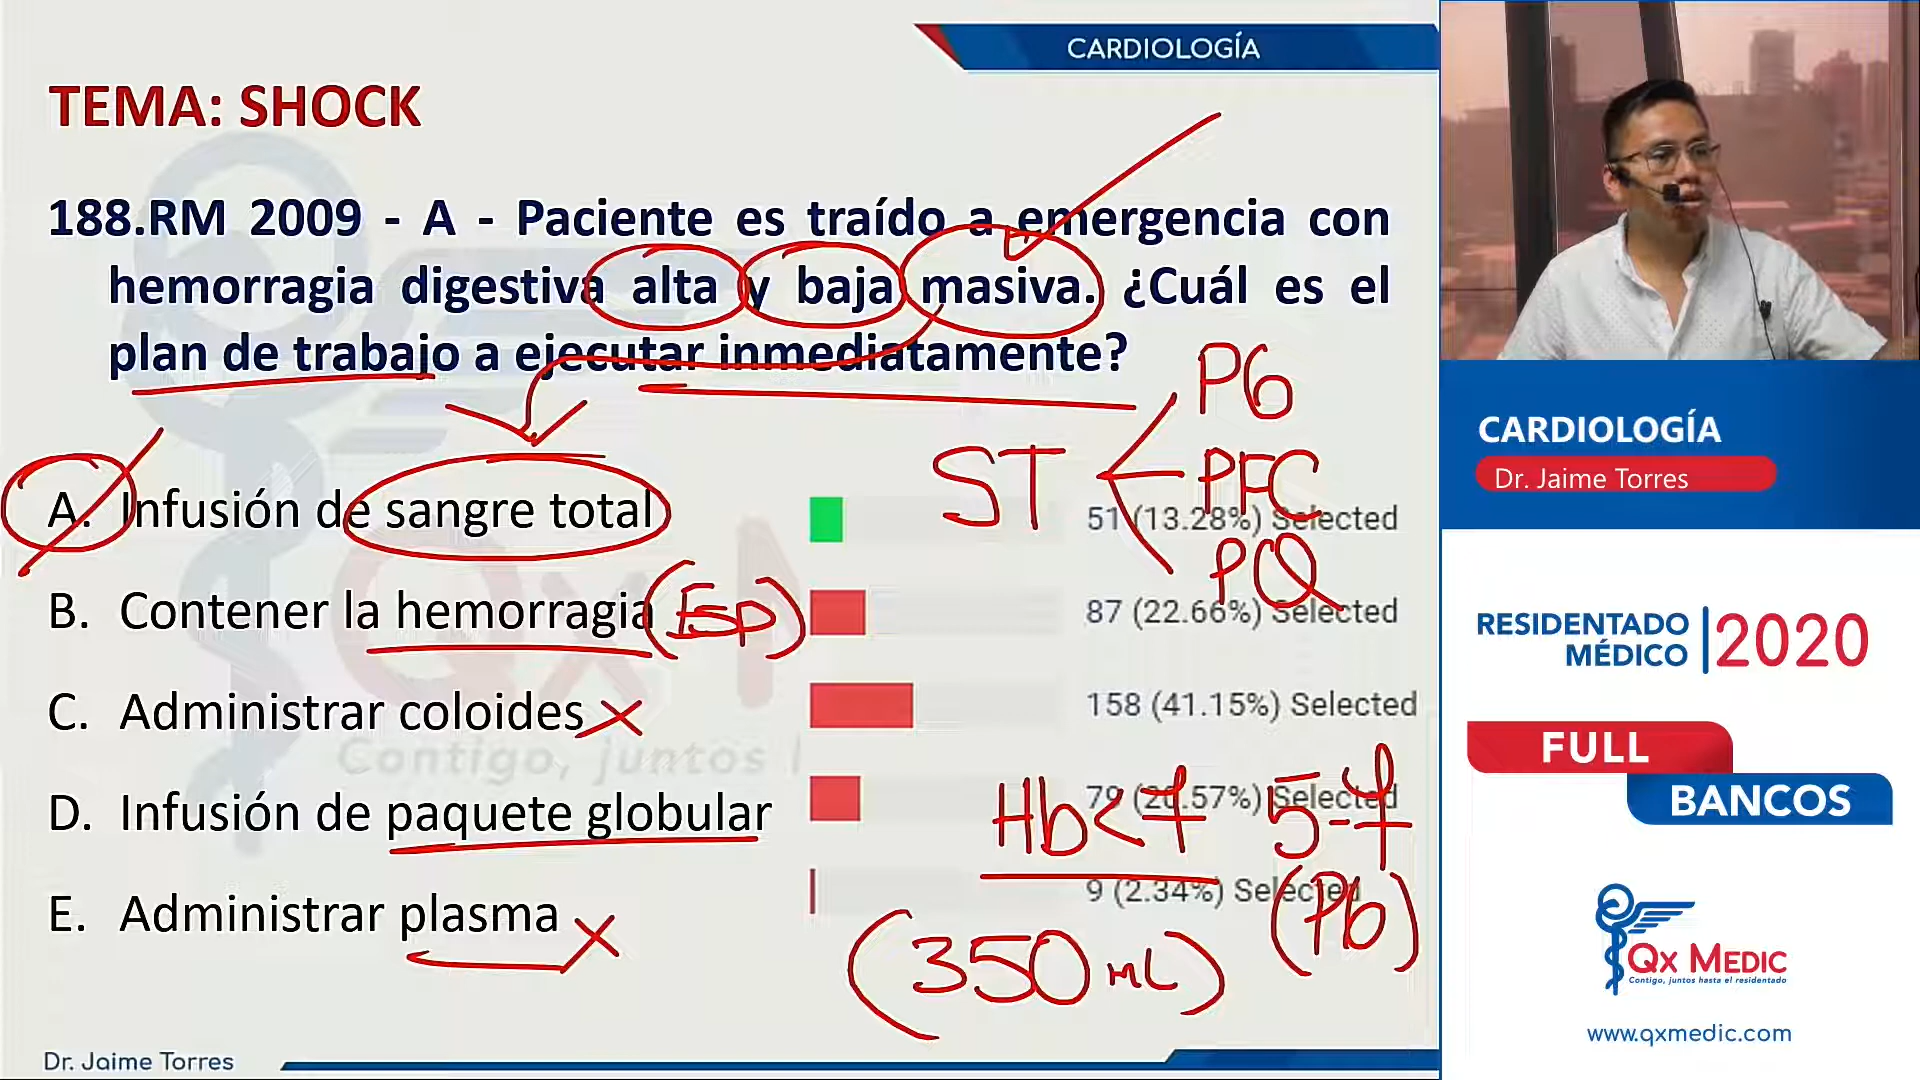 CARDIOLOGÍA
TEMA: SHOCK
188.RM 2009 - A - Paciente es traído a emergencia con
hemorragia digestiva alta y baja masiva. ¿Cuál es el
plan de trabajo a ejecutar inmediatamente?
PG
ST
PFC
PQ
A. Infusión de sangre total
51 (13.28%) Selected
B. Contener la hemorragia
87 (22.66%) Selected
C. Administrar coloides
158 (41.15%) Selected
Contigo, juntos
D. Infusión de paquete globular
79 (20.57%) Selected
Hb<7
5-7
(PG)
E. Administrar plasma
9 (2.34%) Selected
(350 mL)
Dr. Jaime Torres
CARDIOLOGÍA
Dr. Jaime Torres
RESIDENTADO
MÉDICO
2020
FULL
BANCOS
Qx MEDIC
Contigo, juntos hasta el residentado
www.qxmedic.com